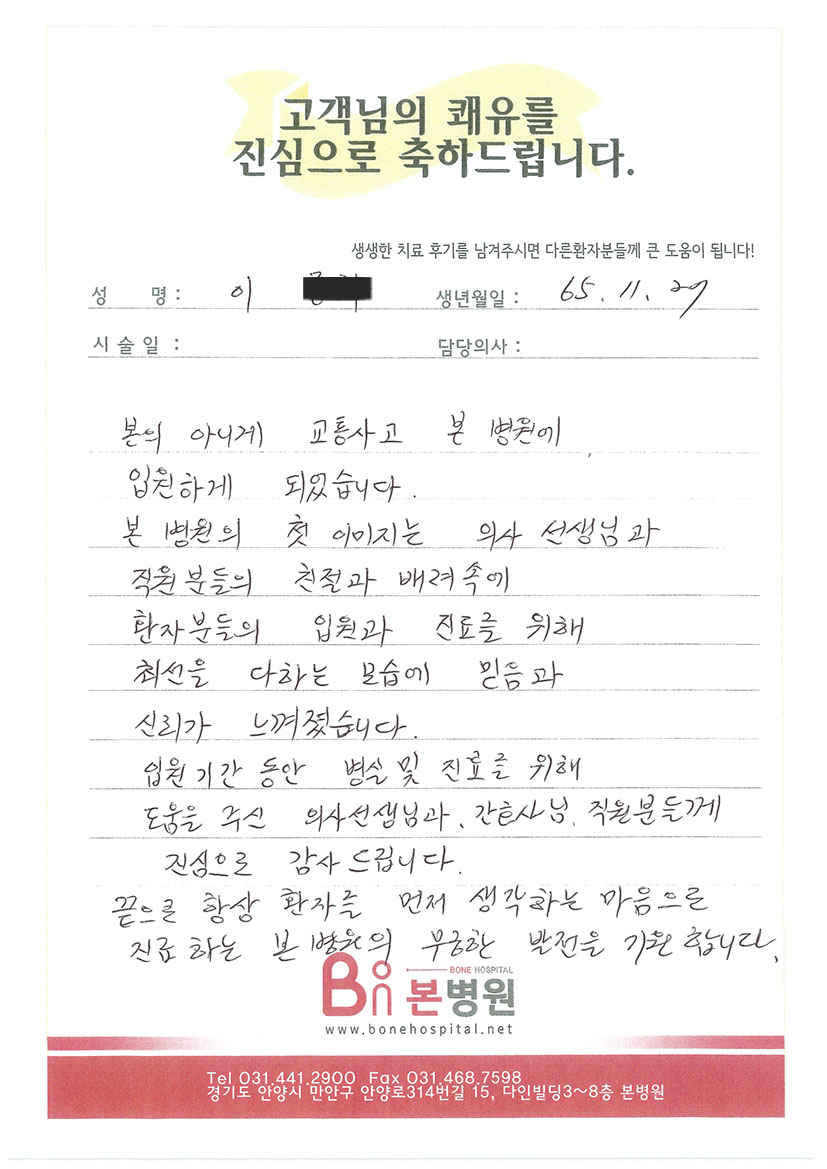 고객님의 쾌유를
진심으로 축하드립니다.
생생한 치료 후기를 남겨주시면 다른환자분들께 큰 도움이 됩니다!
성 명 : 이 생년월일 : 65. 11. 27
시 술 일 : 담당의사 :
본의 아니게 교통사고 본 병원에
입원하게 되었습니다.
본 병원의 첫 이미지는 의사 선생님과
직원분들의 친절과 배려속에
환자분들의 입원과 진료를 위해
최선을 다하는 모습에 믿음과
신뢰가 느껴졌습니다.
입원기간 동안 병실 및 진료를 위해
도움을 주신 의사선생님과, 간호사님, 직원분들께
진심으로 감사 드립니다.
끝으로 항상 환자를 먼저 생각하는 마음으로
진료 하는 본 병원의 무궁한 발전을 기원 합니다.
Bon BONE HOSPITAL
본병원
www.bonehospital.net
Tel 031.441.2900 Fax 031.468.7598
경기도 안양시 만안구 안양로314번길 15, 다인빌딩3~8층 본병원